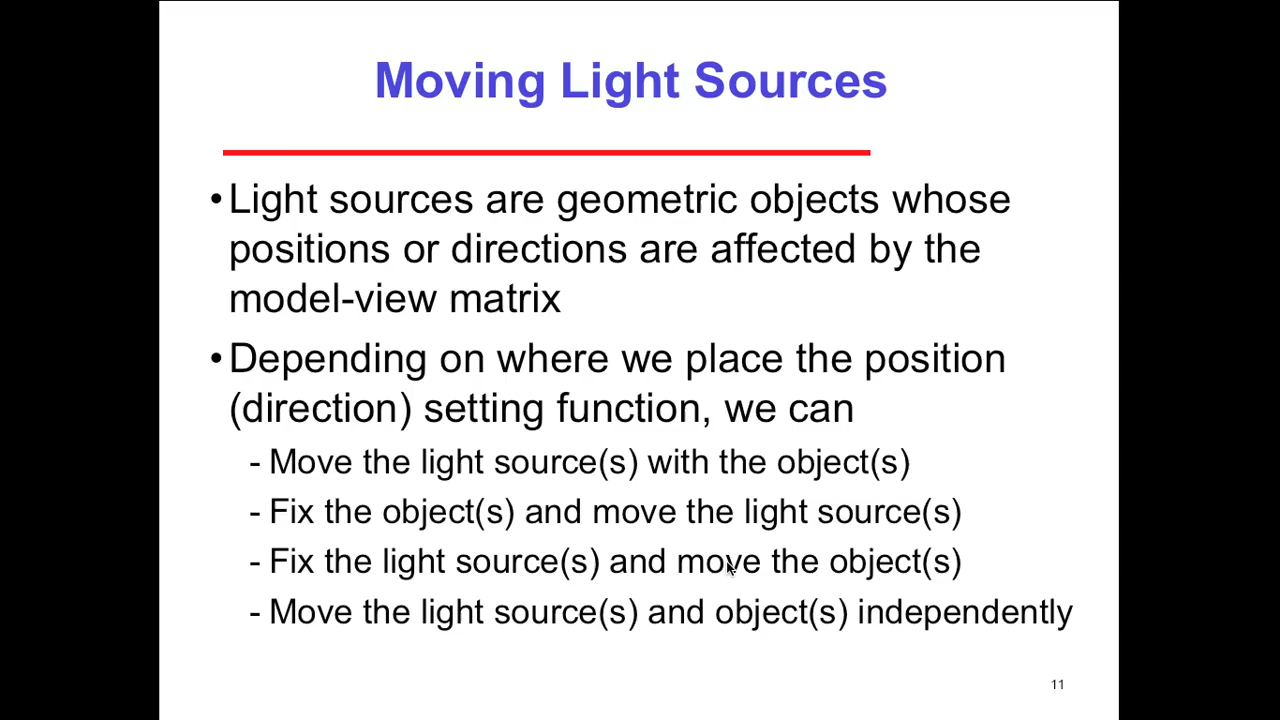 Moving Light Sources
•Light sources are geometric objects whose
positions or directions are affected by the
model-view matrix
•Depending on where we place the position
(direction) setting function, we can
- Move the light source(s) with the object(s)
- Fix the object(s) and move the light source(s)
- Fix the light source(s) and move the object(s)
- Move the light source(s) and object(s) independently
11